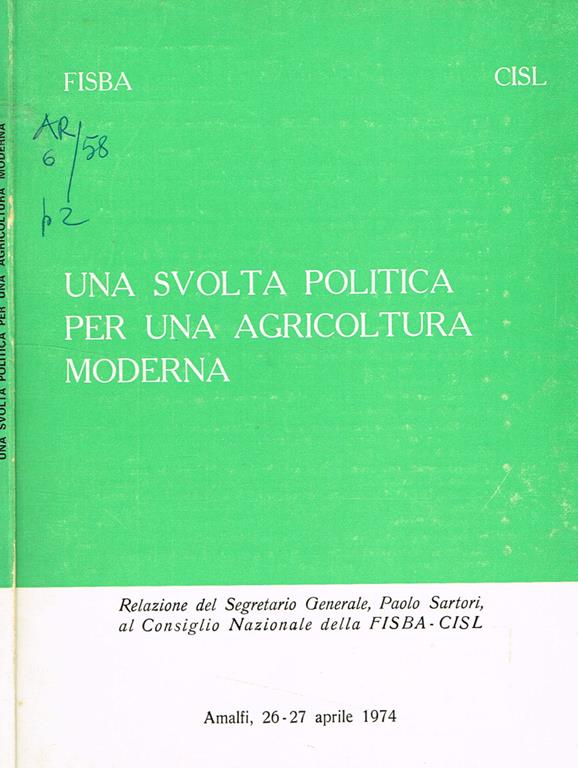 FISBA CISL
AR
6/58
p2
UNA SVOLTA POLITICA
PER UNA AGRICOLTURA
MODERNA
Relazione del Segretario Generale, Paolo Sartori,
al Consiglio Nazionale della FISBA-CISL
Amalfi, 26-27 aprile 1974
UNA SVOLTA POLITICA PER UNA AGRICOLTURA MODERNA